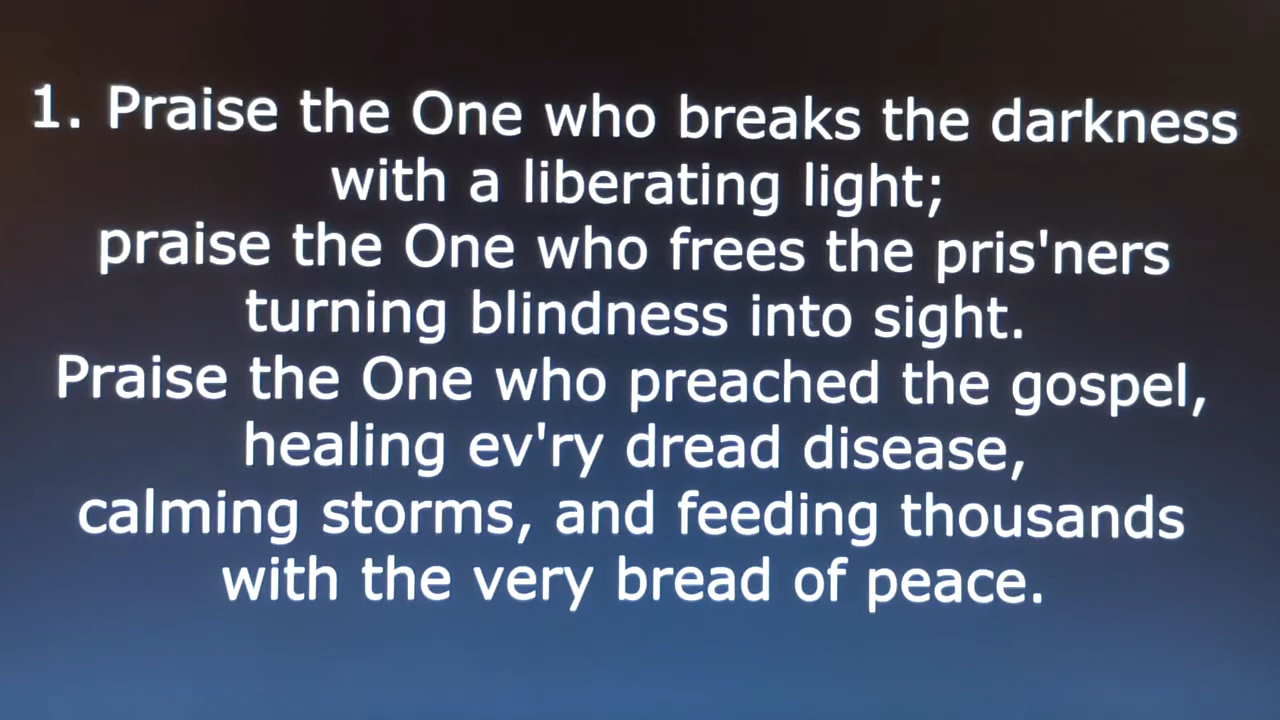 1. Praise the One who breaks the darkness
with a liberating light;
praise the One who frees the pris'ners
turning blindness into sight.
Praise the One who preached the gospel,
healing ev'ry dread disease,
calming storms, and feeding thousands
with the very bread of peace.